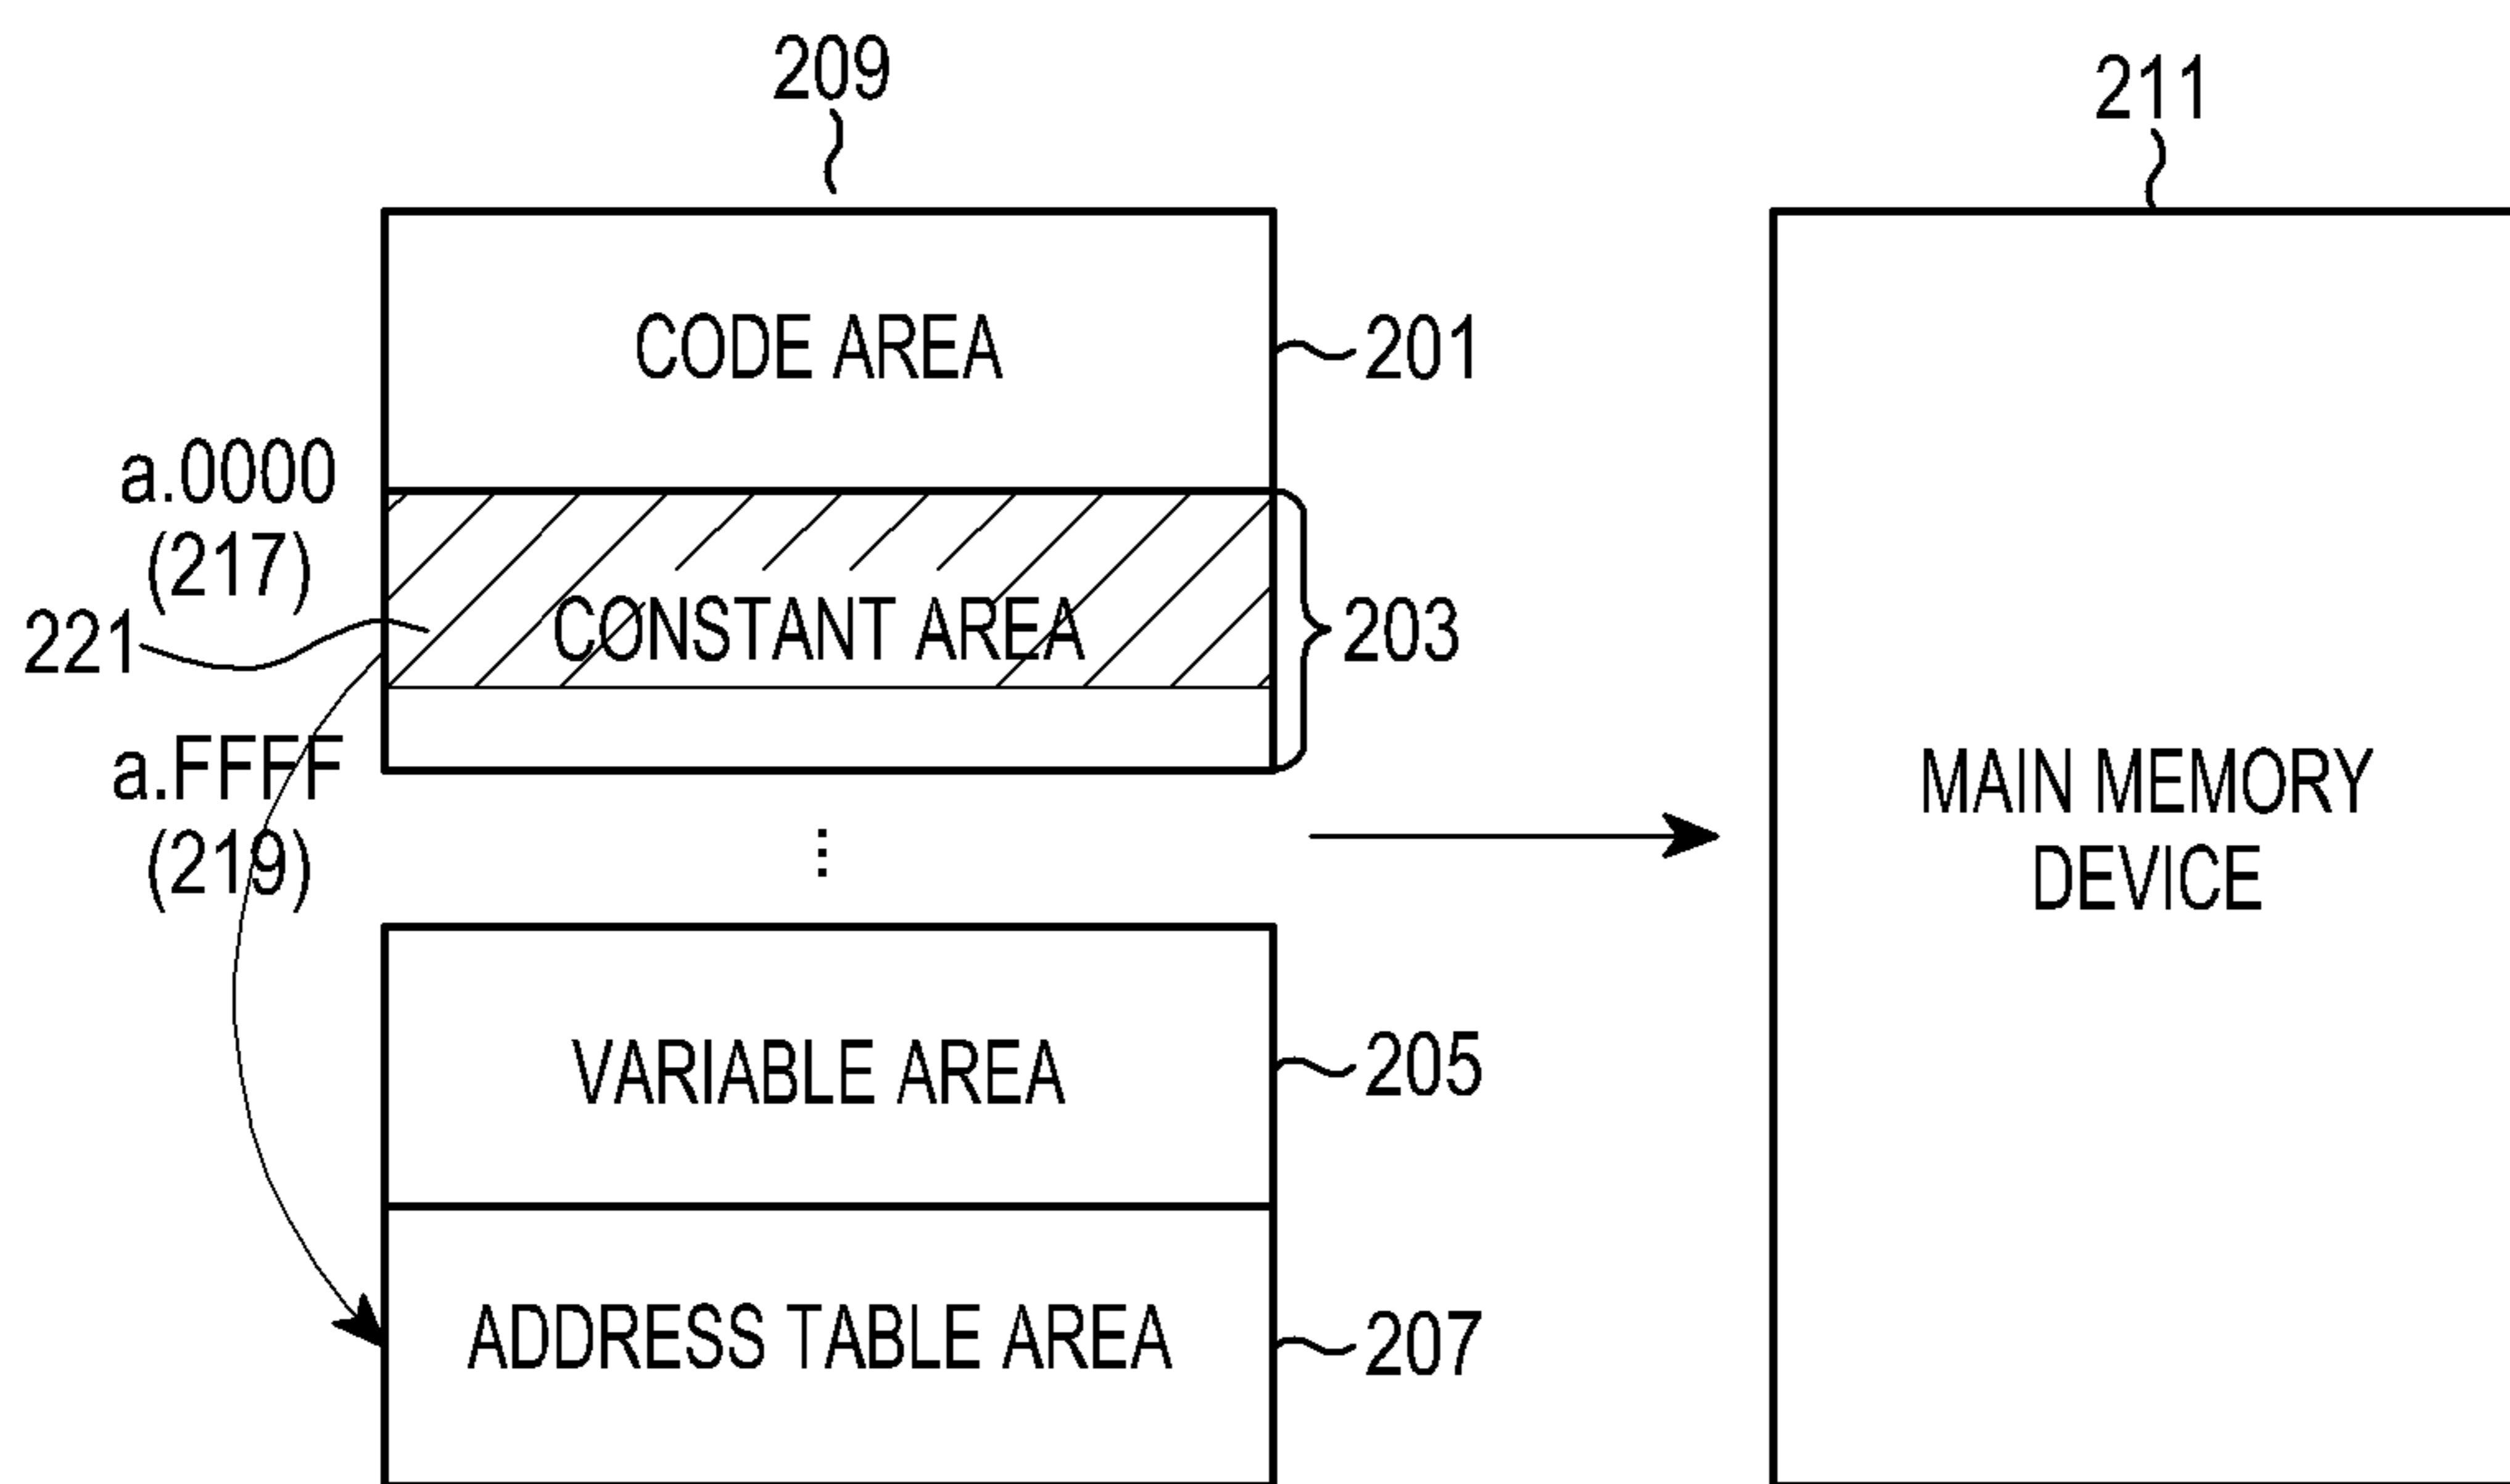 209
211
CODE AREA
201
a.0000
(217)
221
CONSTANT AREA
203
a.FFFF
(219)
MAIN MEMORY
DEVICE
VARIABLE AREA
205
ADDRESS TABLE AREA
207